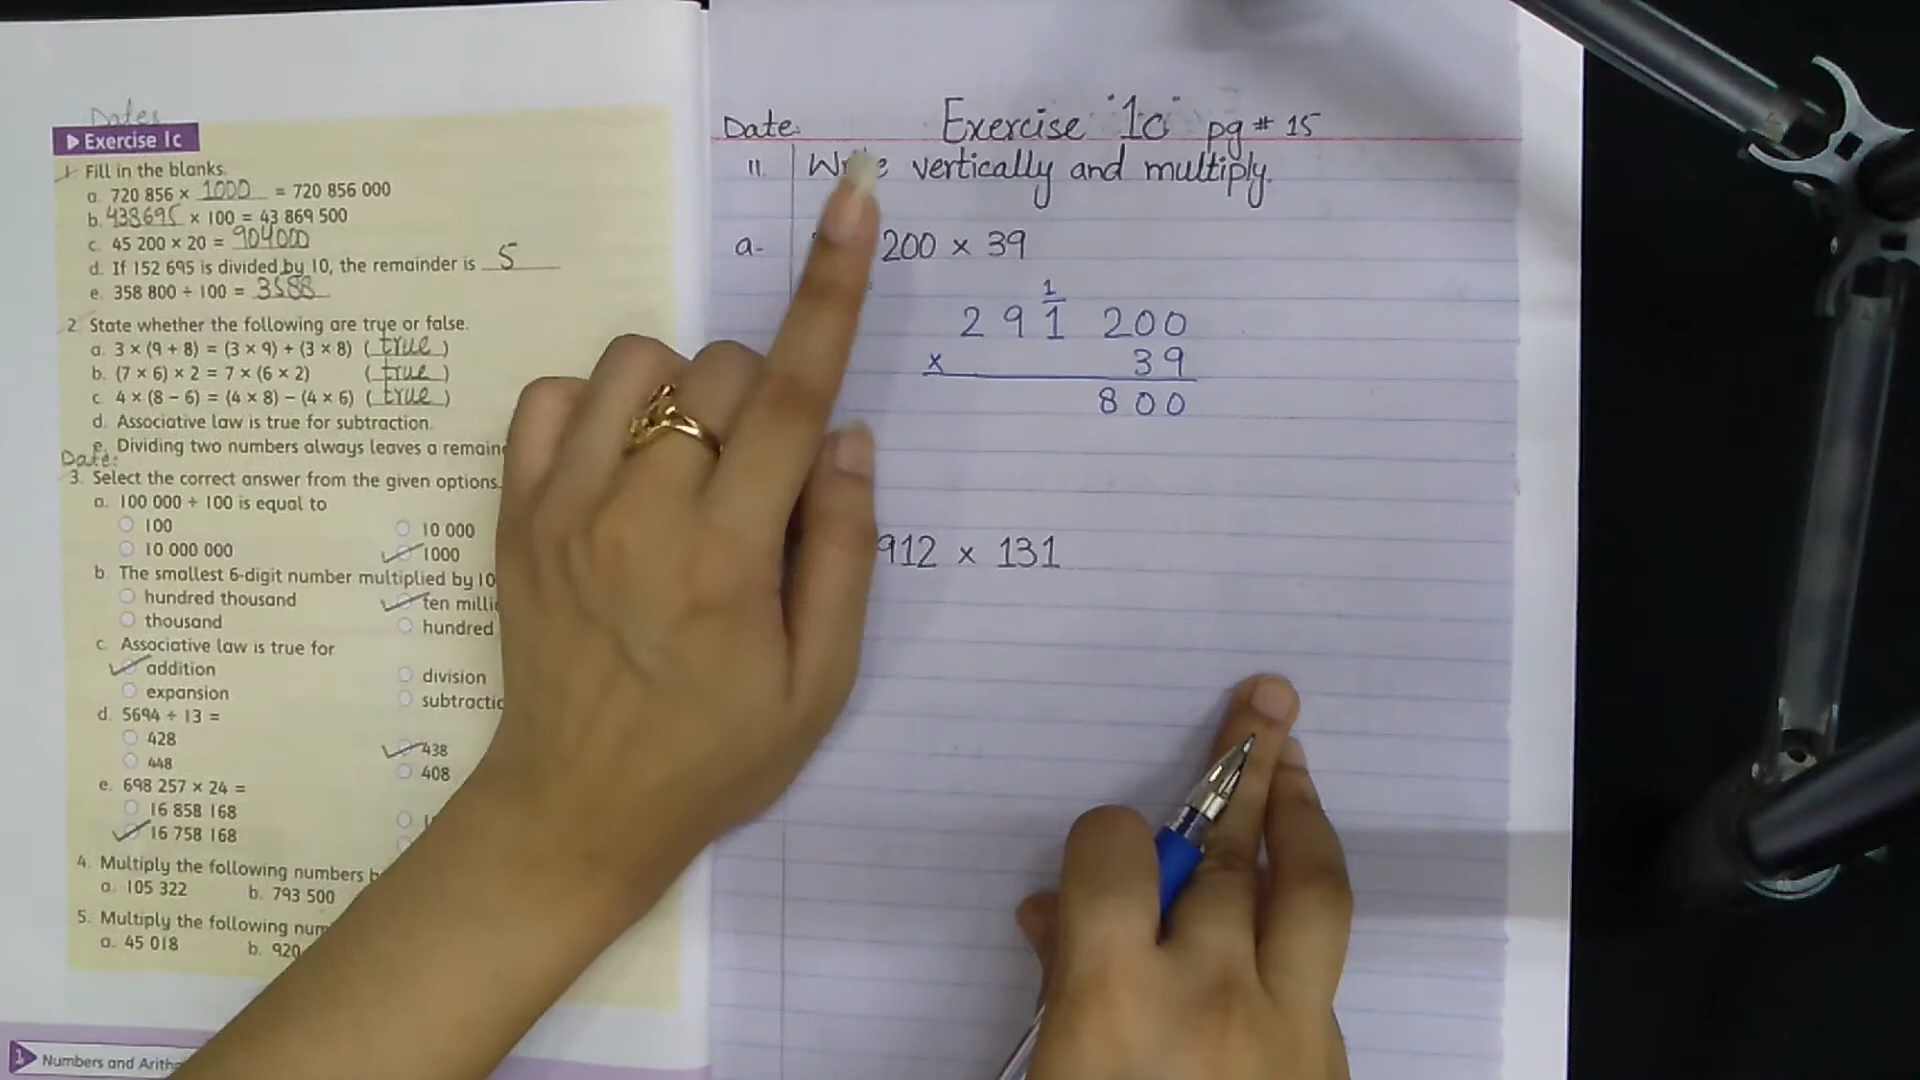 Dates
Exercise 1c
1. Fill in the blanks.
a. 720 856 × 1000 = 720 856 000
b. 438695 × 100 = 43 869 500
c. 45 200 × 20 = 904000
d. If 152 695 is divided by 10, the remainder is 5
e. 358 800 ÷ 100 = 3588
2. State whether the following are true or false.
a. 3 × (9 + 8) = (3 × 9) + (3 × 8) (true)
b. (7 × 6) × 2 = 7 × (6 × 2) (true)
c. 4 × (8 − 6) = (4 × 8) − (4 × 6) (true)
d. Associative law is true for subtraction.
e. Dividing two numbers always leaves a
Date:
3. Select the correct answer from the given options.
a. 100 000 ÷ 100 is equal to
100 10 000
10 000 000 1000
b The smallest 6-digit number multiplied by 10
hundred thousand ten
thousand hundred
c. Associative law is true for
addition division
expansion
d. 5694 ÷ 13 =
428 438
448 408
e. 698 257 × 24 =
16 858 168
16 758 168
4. Multiply the following numbers
a. 105 322 b. 793 500
5. Multiply the following
a. 45 018 b. 920
1 Numbers and
Date: Exercise "1c" pg # 15
11. Write vertically and multiply.
a- 200 × 39
1
291 200
× 39
800
912 × 131